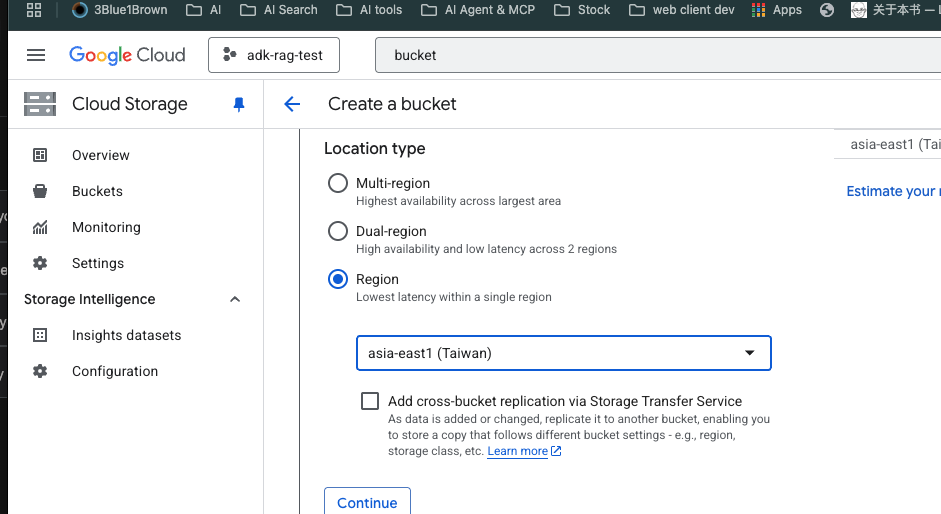 3Blue1Brown AI AI Search AI tools AI Agent & MCP Stock web client dev Apps 关于本书 —
Google Cloud adk-rag-test bucket
Cloud Storage Create a bucket
Location type asia-east1 (Tai
Overview
Multi-region
Highest availability across largest area
Buckets Estimate your
Monitoring Dual-region
High availability and low latency across 2 regions
Settings Region
Lowest latency within a single region
Storage Intelligence
Insights datasets
asia-east1 (Taiwan)
Configuration
Add cross-bucket replication via Storage Transfer Service
As data is added or changed, replicate it to another bucket, enabling you
to store a copy that follows different bucket settings - e.g., region,
storage class, etc. Learn more
Continue